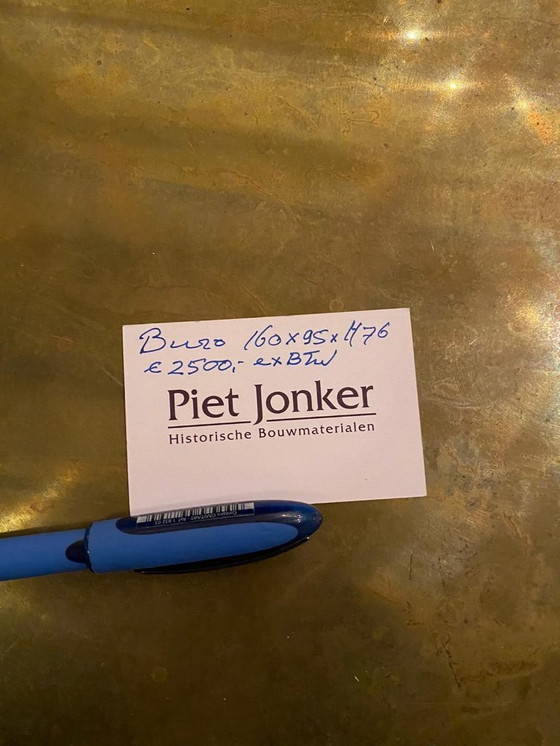 Buro 160x95xH76
€ 2500,- exBTW
Piet Jonker
Historische Bouwmaterialen